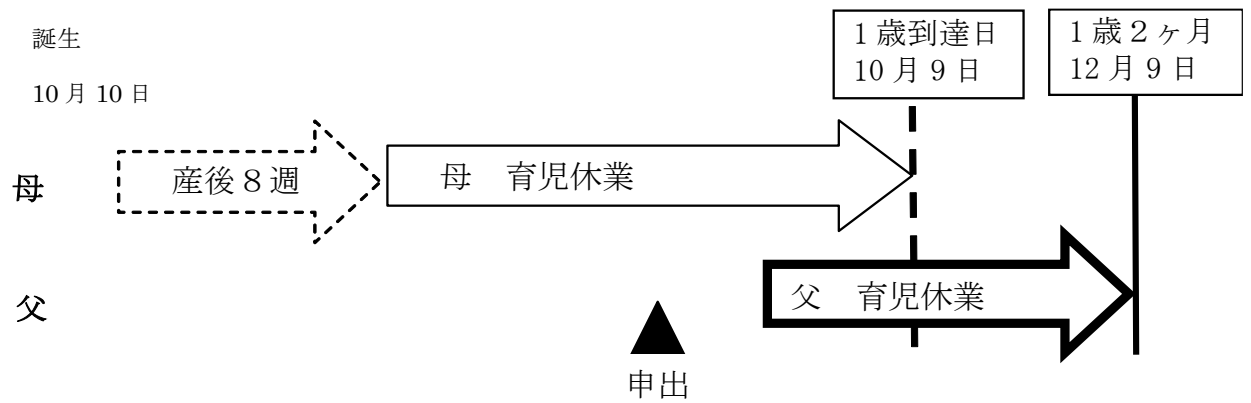 誕生
10月10日
1歳到達日
10月9日
1歳2ヶ月
12月9日
母
産後8週
母 育児休業
父
父 育児休業
申出